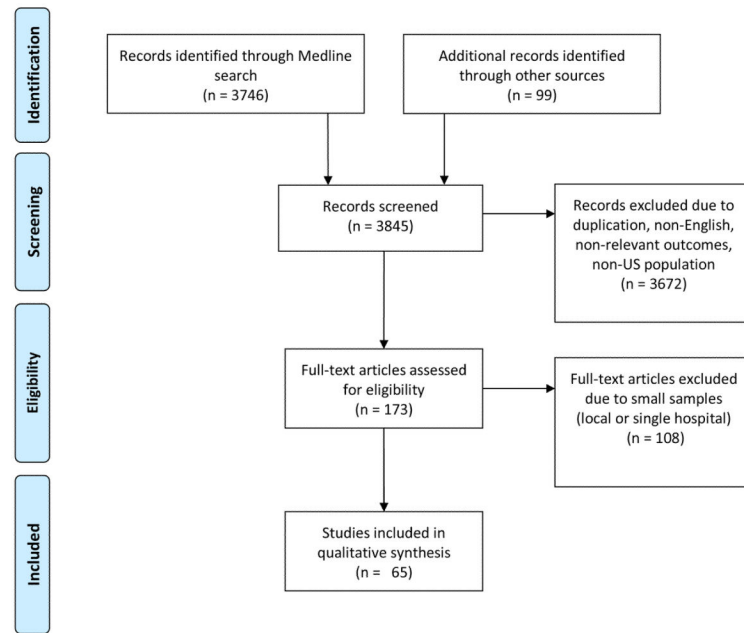 Identification
Records identified through Medline
search
(n = 3746)
Additional records identified
through other sources
(n = 99)
Screening
Records screened
(n = 3845)
Records excluded due to
duplication, non-English,
non-relevant outcomes,
non-US population
(n = 3672)
Eligibility
Full-text articles assessed
for eligibility
(n = 173)
Full-text articles excluded
due to small samples
(local or single hospital)
(n = 108)
Included
Studies included in
qualitative synthesis
(n = 65)